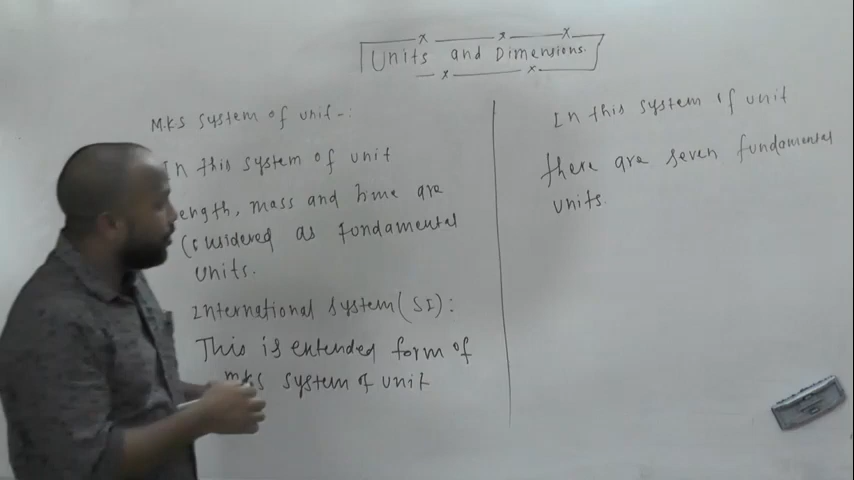 Units and Dimensions.
M.K.S System of unit-:
In this system of unit
ength, mass and time are
Considered as fundamental
units.
International system (SI):
This is extended form of
mks system of unit
In this system of unit
there are seven fundamental
units.